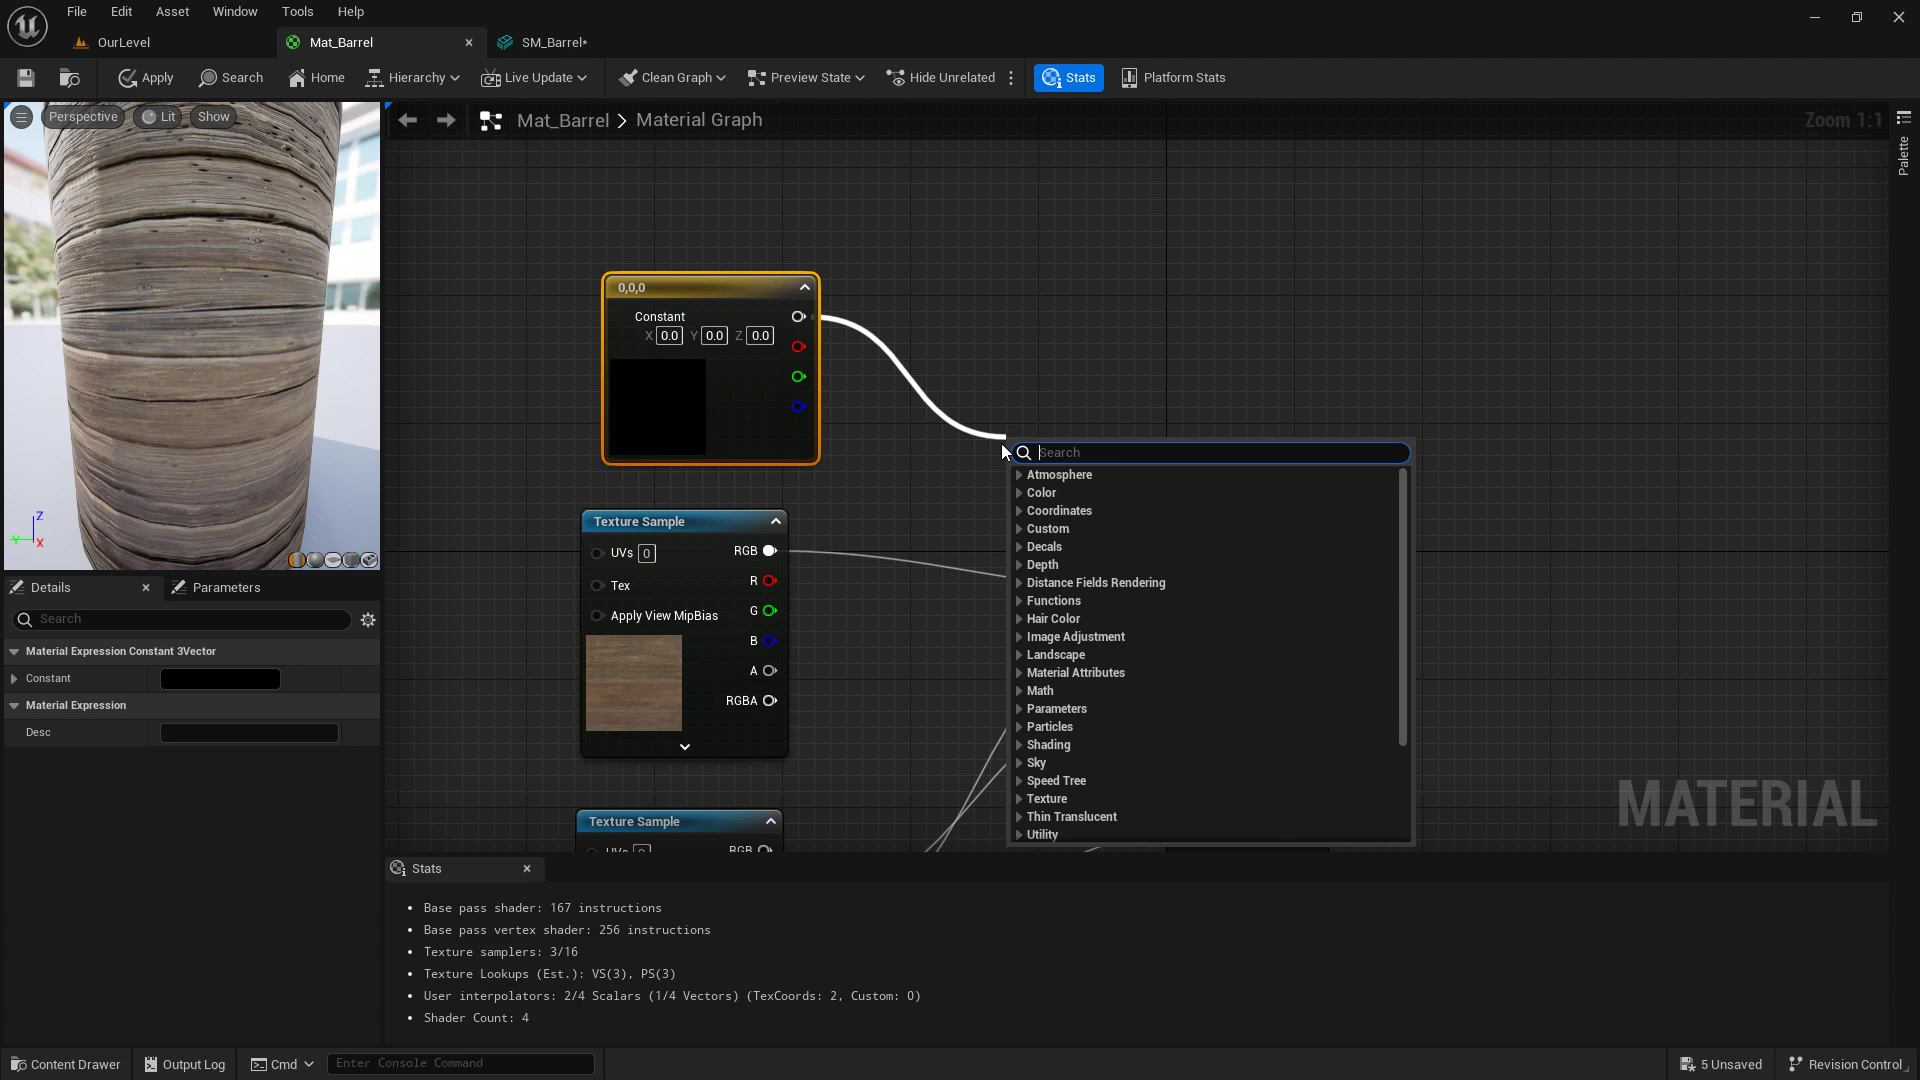 File Edit Asset Window Tools Help
OurLevel Mat_Barrel SM_Barrel*
Apply Search Home Hierarchy Live Update Clean Graph Preview State Hide Unrelated Stats Platform Stats
Perspective Lit Show
Mat_Barrel > Material Graph
Zoom 1:1
Palette
0,0,0
Constant
X 0.0 Y 0.0 Z 0.0
Search
Atmosphere
Color
Coordinates
Custom
Decals
Depth
Distance Fields Rendering
Functions
Hair Color
Image Adjustment
Landscape
Material Attributes
Math
Parameters
Particles
Shading
Sky
Speed Tree
Texture
Thin Translucent
Utility
Texture Sample
UVs 0 RGB
R
Tex
G
Apply View MipBias
B
A
RGBA
Texture Sample
UVs 0 RGB
MATERIAL
Z
Y
X
Details Parameters
Search
Material Expression Constant 3Vector
Constant
Material Expression
Desc
Stats
• Base pass shader: 167 instructions
• Base pass vertex shader: 256 instructions
• Texture samplers: 3/16
• Texture Lookups (Est.): VS(3), PS(3)
• User interpolators: 2/4 Scalars (1/4 Vectors) (TexCoords: 2, Custom: 0)
• Shader Count: 4
Content Drawer Output Log Cmd Enter Console Command 5 Unsaved Revision Control